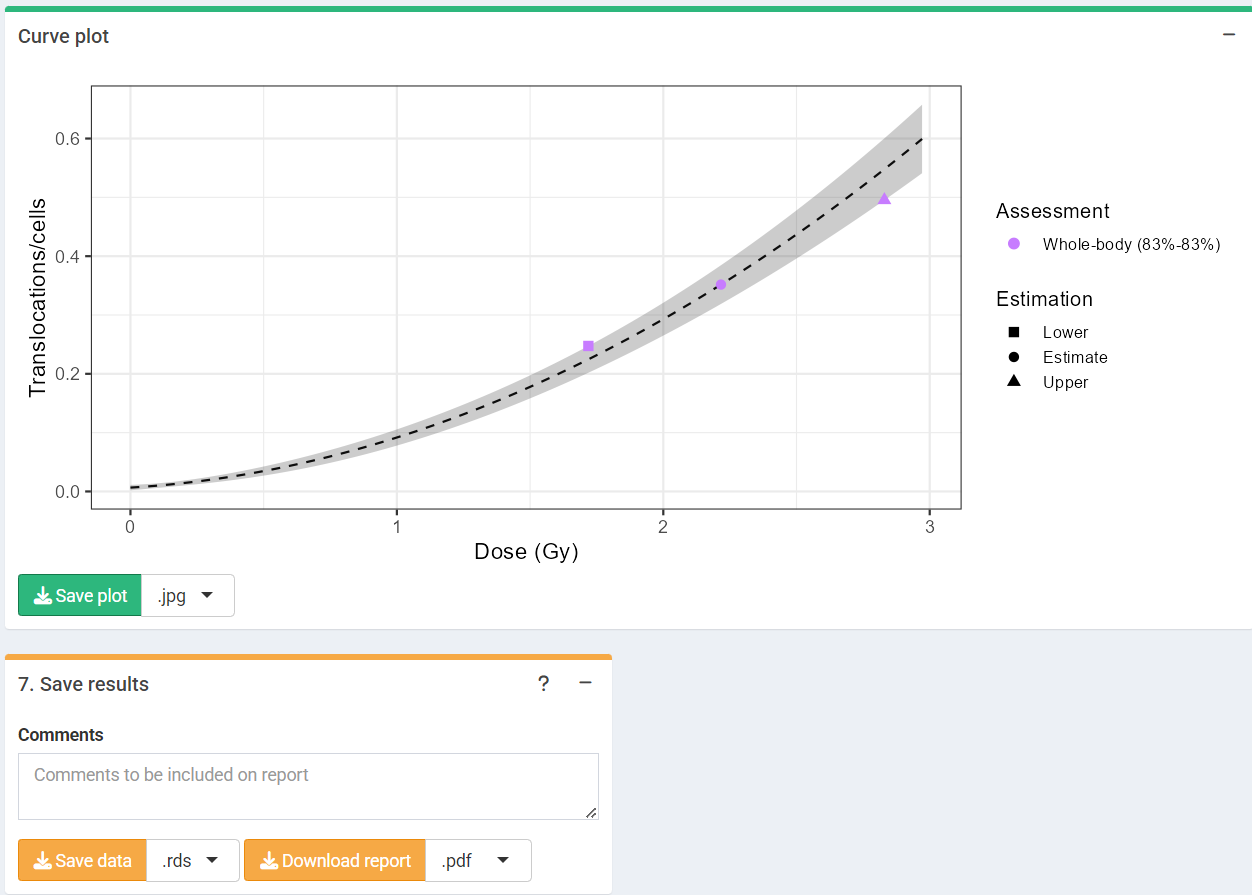 Curve plot
−
0.6
0.4
0.2
0.0
Translocations/cells
0
1
2
3
Dose (Gy)
Assessment
Whole-body (83%-83%)
Estimation
Lower
Estimate
Upper
Save plot .jpg
7. Save results ? −
Comments
Comments to be included on report
Save data .rds Download report .pdf